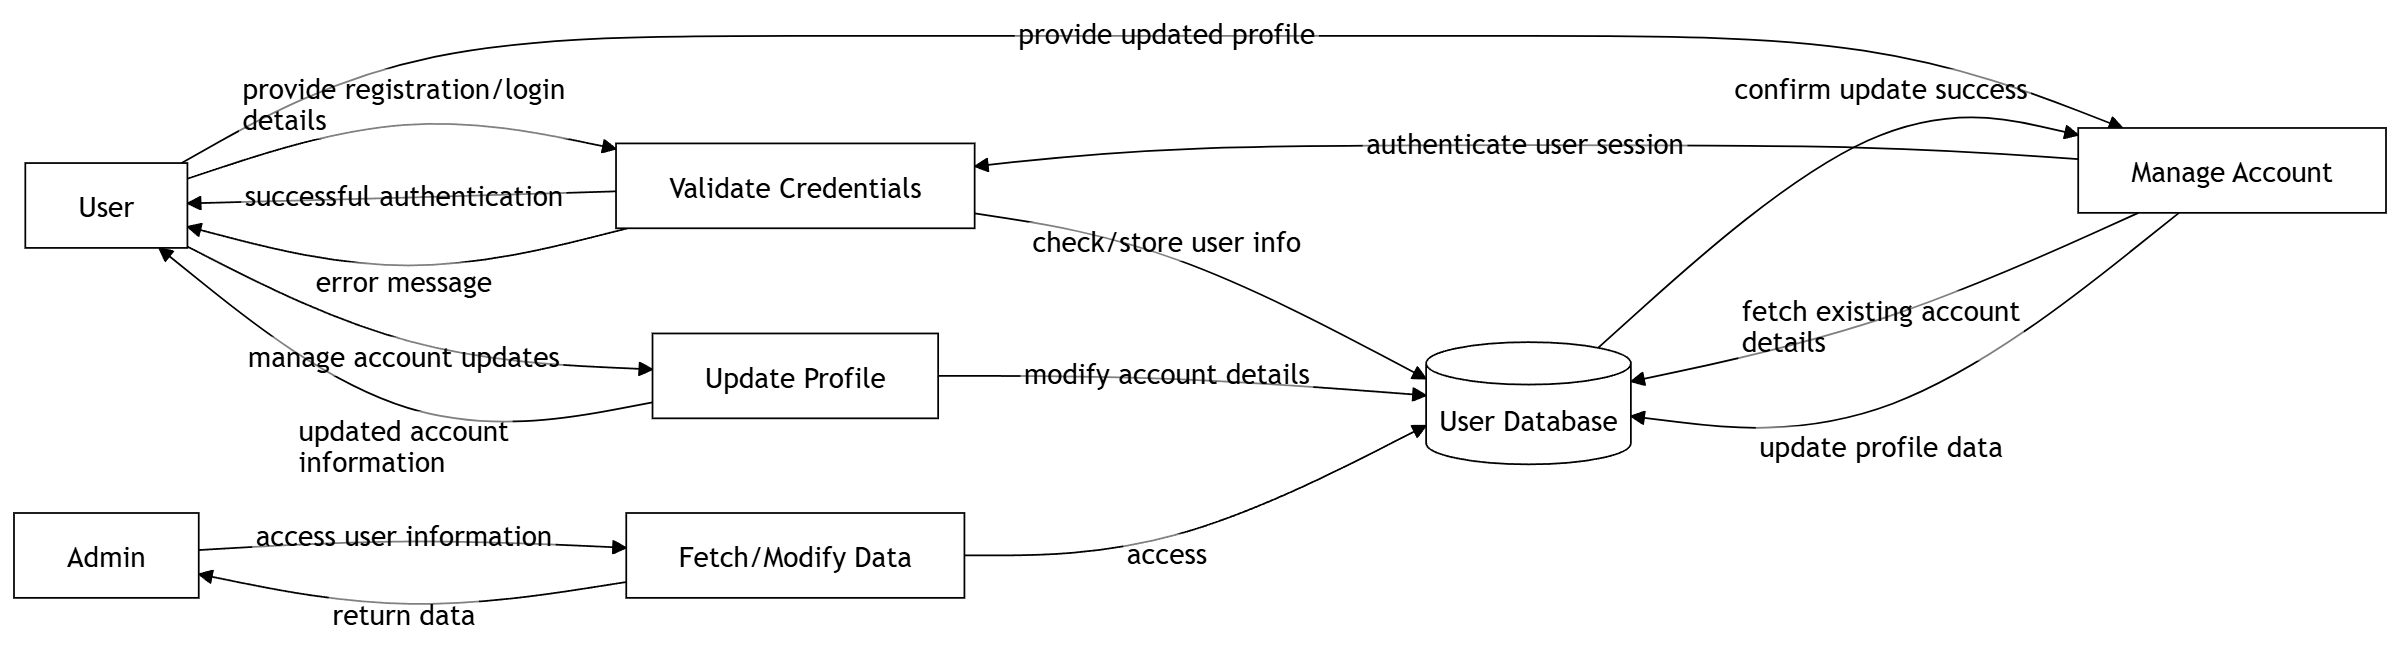 provide updated profile
provide registration/login
details
confirm update success
authenticate user session
User
successful authentication
Validate Credentials
Manage Account
error message
check/store user info
manage account updates
Update Profile
modify account details
fetch existing account
details
User Database
updated account
information
update profile data
Admin
access user information
Fetch/Modify Data
access
return data